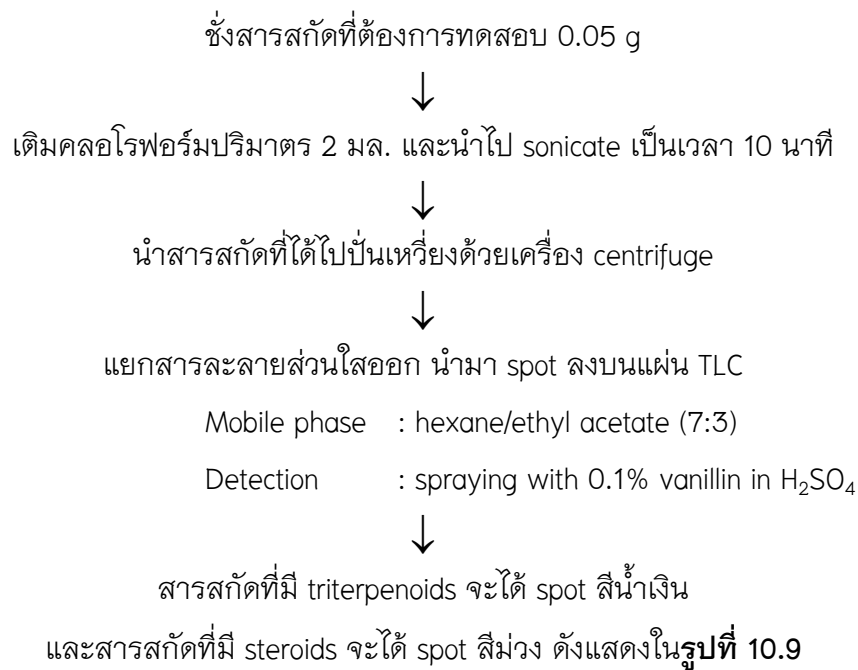 ชั่งสารสกัดที่ต้องการทดสอบ 0.05 g
↓
เติมคลอโรฟอร์มปริมาตร 2 มล. และนำไป sonicate เป็นเวลา 10 นาที
↓
นำสารสกัดที่ได้ไปปั่นเหวี่ยงด้วยเครื่อง centrifuge
↓
แยกสารละลายส่วนใสออก นำมา spot ลงบนแผ่น TLC
Mobile phase : hexane/ethyl acetate (7:3)
Detection : spraying with 0.1% vanillin in H₂SO₄
↓
สารสกัดที่มี triterpenoids จะได้ spot สีน้ำเงิน
และสารสกัดที่มี steroids จะได้ spot สีม่วง ดังแสดงในรูปที่ 10.9